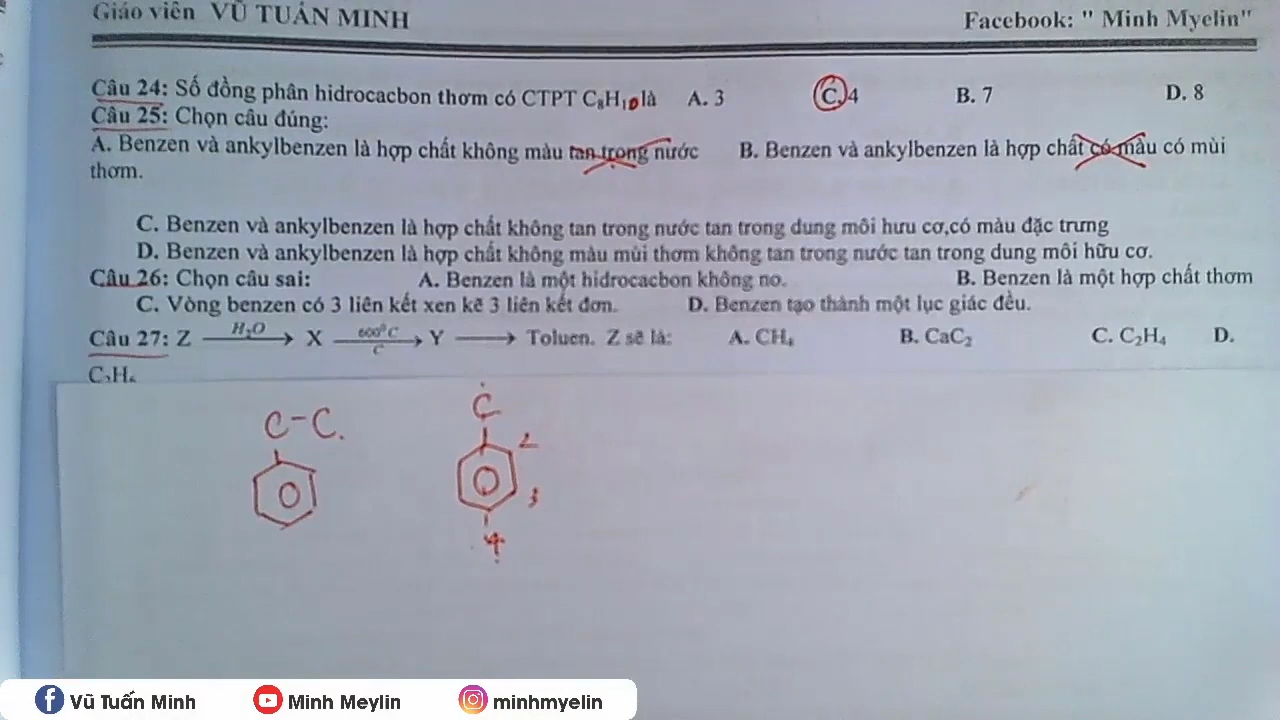 Giáo viên VŨ TUẤN MINH Facebook: " Minh Myelin"
Câu 24: Số đồng phân hidrocacbon thơm có CTPT C₈H₁₀ là A. 3 C. 4 B. 7 D. 8
Câu 25: Chọn câu đúng:
A. Benzen và ankylbenzen là hợp chất không màu tan trong nước B. Benzen và ankylbenzen là hợp chất có màu có mùi
thơm.
C. Benzen và ankylbenzen là hợp chất không tan trong nước tan trong dung môi hưu cơ,có màu đặc trưng
D. Benzen và ankylbenzen là hợp chất không màu mùi thơm không tan trong nước tan trong dung môi hữu cơ.
Câu 26: Chọn câu sai: A. Benzen là một hidrocacbon không no. B. Benzen là một hợp chất thơm
C. Vòng benzen có 3 liên kết xen kẽ 3 liên kết đơn. D. Benzen tạo thành một lục giác đều.
Câu 27: Z —H₂O→ X —600⁰C/C→ Y ⟶ Toluen. Z sẽ là: A. CH₄ B. CaC₂ C. C₂H₄ D.
C₂H₆
C-C.
C
2
3
4
Vũ Tuấn Minh Minh Meylin minhmyelin